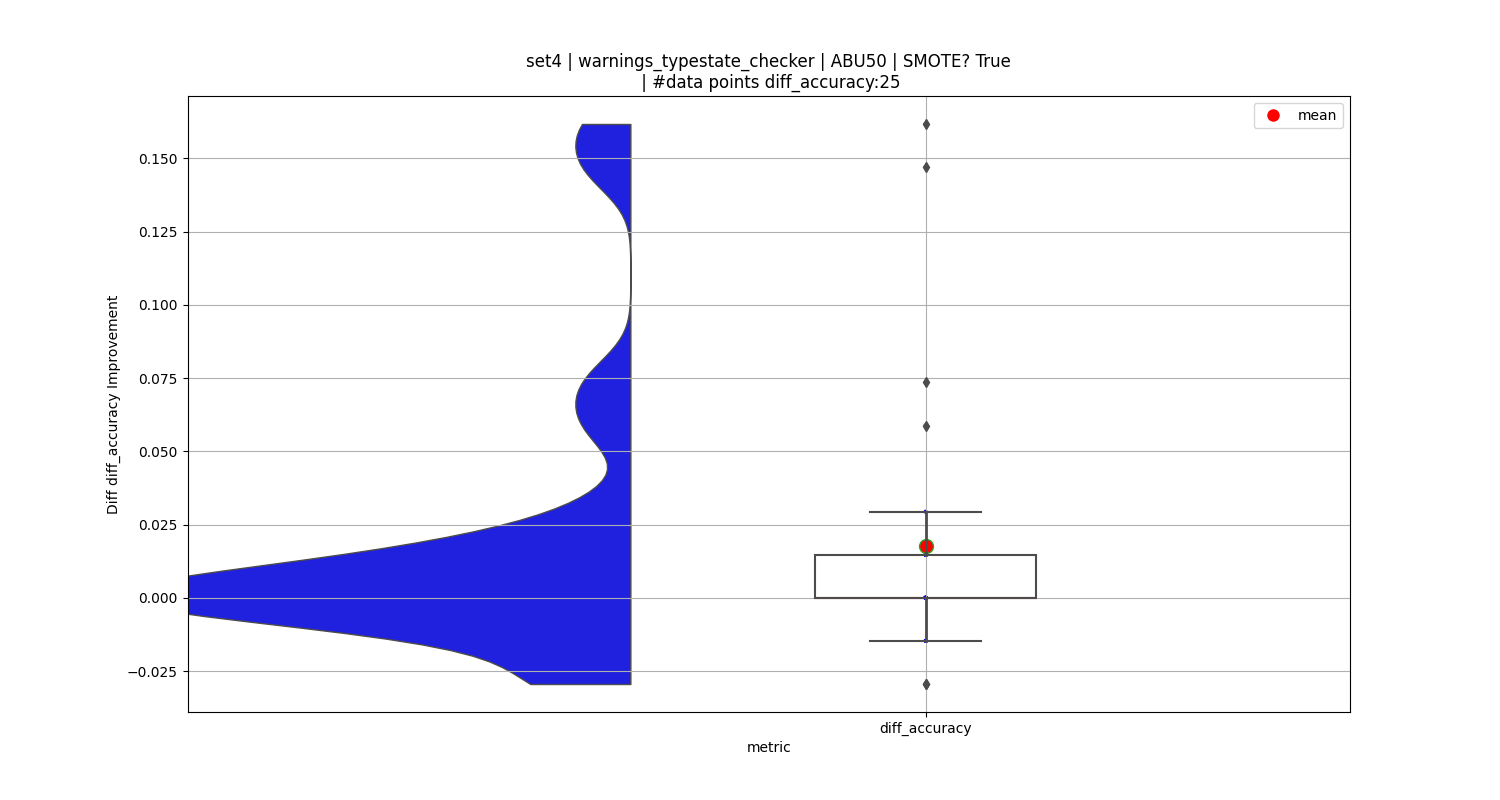 set4 | warnings_typestate_checker | ABU50 | SMOTE? True
| #data points diff_accuracy:25
mean
0.150
0.125
0.100
0.075
0.050
0.025
0.000
−0.025
Diff diff_accuracy Improvement
diff_accuracy
metric